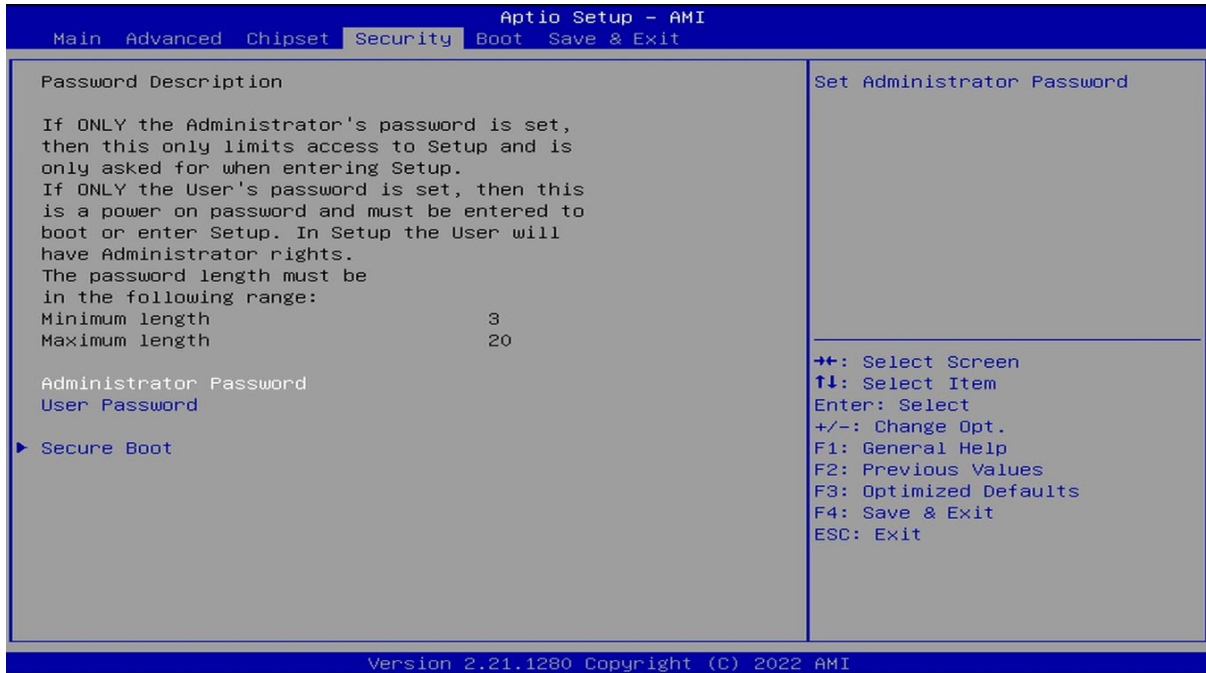 Aptio Setup – AMI
Main Advanced Chipset Security Boot Save & Exit
Password Description
If ONLY the Administrator's password is set,
then this only limits access to Setup and is
only asked for when entering Setup.
If ONLY the User's password is set, then this
is a power on password and must be entered to
boot or enter Setup. In Setup the User will
have Administrator rights.
The password length must be
in the following range:
Minimum length 3
Maximum length 20
Administrator Password
User Password
► Secure Boot
Set Administrator Password
→←: Select Screen
↑↓: Select Item
Enter: Select
+/-: Change Opt.
F1: General Help
F2: Previous Values
F3: Optimized Defaults
F4: Save & Exit
ESC: Exit
Version 2.21.1280 Copyright (C) 2022 AMI